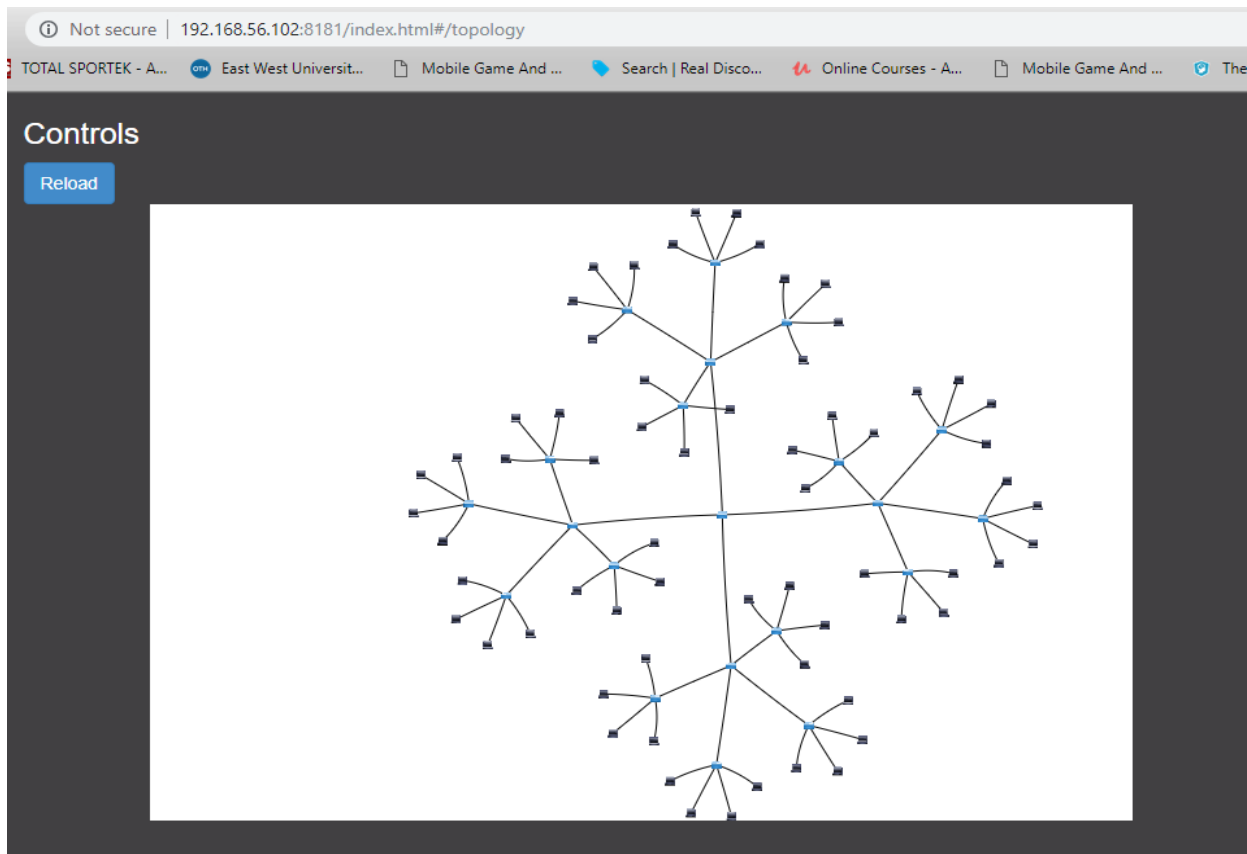 Not secure | 192.168.56.102:8181/index.html#/topology
TOTAL SPORTEK - A... East West Universit... Mobile Game And ... Search | Real Disco... Online Courses - A... Mobile Game And ... The
Controls
Reload